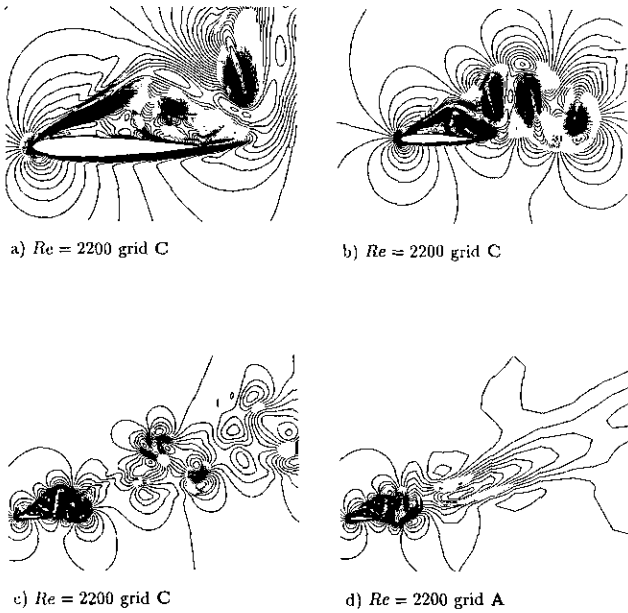 a) Re = 2200 grid C
b) Re = 2200 grid C
c) Re = 2200 grid C
d) Re = 2200 grid A